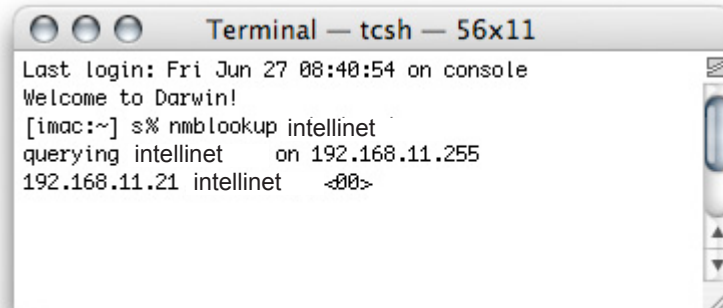 Terminal — tcsh — 56x11
Last login: Fri Jun 27 08:40:54 on console
Welcome to Darwin!
[imac:~] s% nmblookup intellinet
querying intellinet on 192.168.11.255
192.168.11.21 intellinet <00>